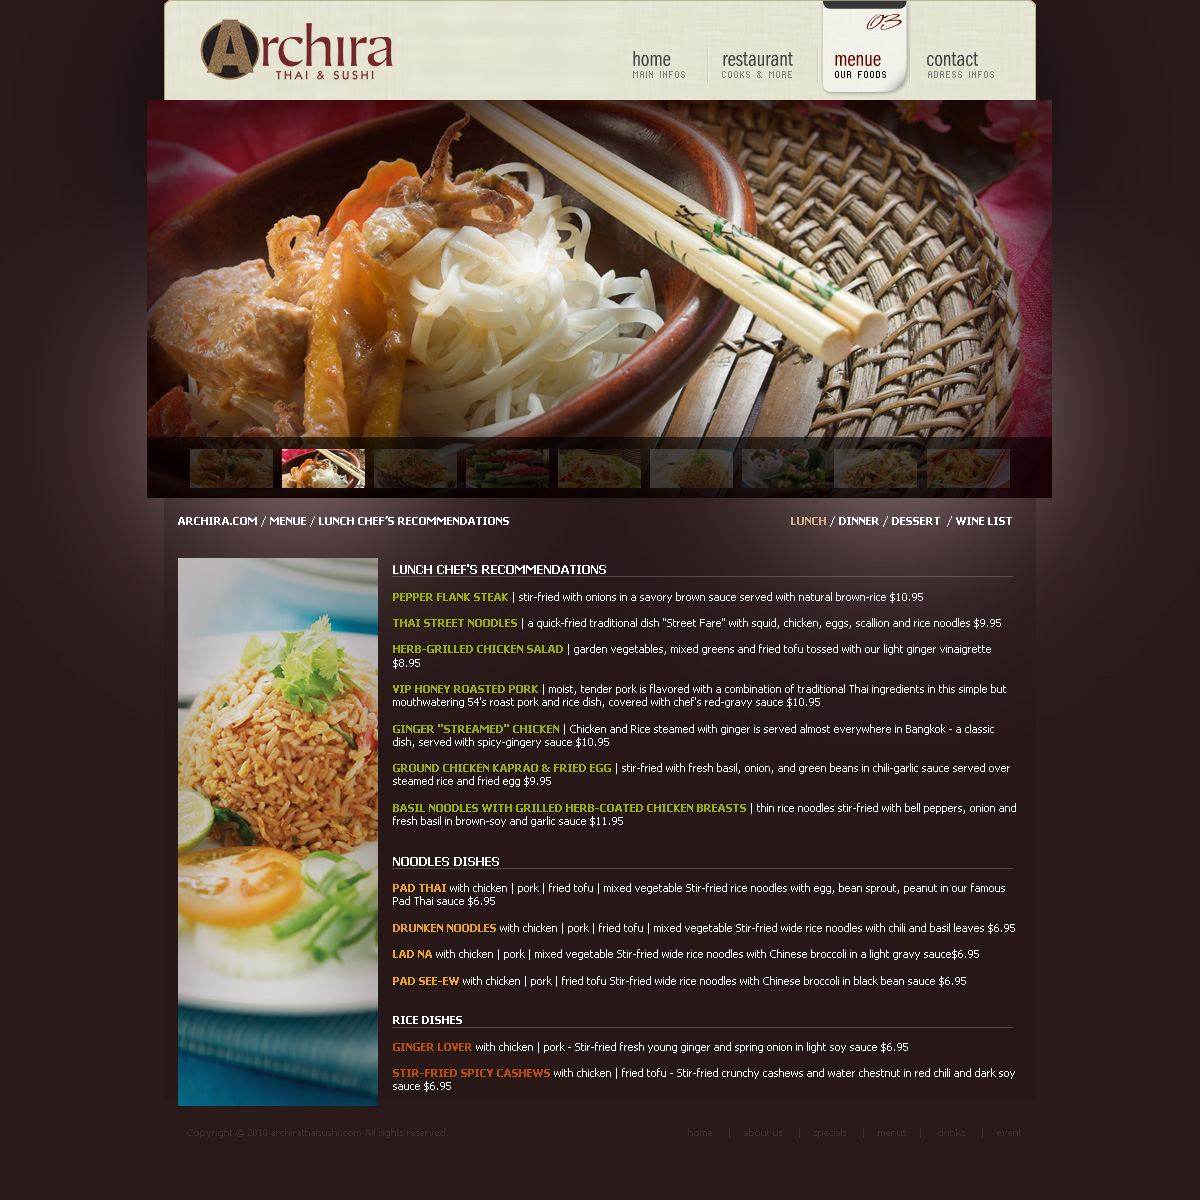 Archira
THAI & SUSHI
03
home
restaurant
menue
contact
MAIN INFOS
COOKS & MORE
OUR FOODS
ADRESS INFOS
ARCHIRA.COM / MENUE / LUNCH CHEF'S RECOMMENDATIONS
LUNCH / DINNER / DESSERT / WINE LIST
LUNCH CHEF'S RECOMMENDATIONS
PEPPER FLANK STEAK | stir-fried with onions in a savory brown sauce served with natural brown-rice $10.95
THAI STREET NOODLES | a quick-fried traditional dish "Street Fare" with squid, chicken, eggs, scallion and rice noodles $9.95
HERB-GRILLED CHICKEN SALAD | garden vegetables, mixed greens and fried tofu tossed with our light ginger vinaigrette
$8.95
VIP HONEY ROASTED PORK | moist, tender pork is flavored with a combination of traditional Thai ingredients in this simple but
mouthwatering 54's roast pork and rice dish, covered with chef's red-gravy sauce $10.95
GINGER "STREAMED" CHICKEN | Chicken and Rice steamed with ginger is served almost everywhere in Bangkok - a classic
dish, served with spicy-gingery sauce $10.95
GROUND CHICKEN KAPRAO & FRIED EGG | stir-fried with fresh basil, onion, and green beans in chili-garlic sauce served over
steamed rice and fried egg $9.95
BASIL NOODLES WITH GRILLED HERB-COATED CHICKEN BREASTS | thin rice noodles stir-fried with bell peppers, onion and
fresh basil in brown-soy and garlic sauce $11.95
NOODLES DISHES
PAD THAI with chicken | pork | fried tofu | mixed vegetable Stir-fried rice noodles with egg, bean sprout, peanut in our famous
Pad Thai sauce $6.95
DRUNKEN NOODLES with chicken | pork | fried tofu | mixed vegetable Stir-fried wide rice noodles with chili and basil leaves $6.95
LAD NA with chicken | pork | mixed vegetable Stir-fried wide rice noodles with Chinese broccoli in a light gravy sauce$6.95
PAD SEE-EW with chicken | pork | fried tofu Stir-fried wide rice noodles with Chinese broccoli in black bean sauce $6.95
RICE DISHES
GINGER LOVER with chicken | pork - Stir-fried fresh young ginger and spring onion in light soy sauce $6.95
STIR-FRIED SPICY CASHEWS with chicken | fried tofu - Stir-fried crunchy cashews and water chestnut in red chili and dark soy
sauce $6.95
Copyright @ 2010 archirathaisushi.com All rights reserved.
home | about us | specials | menus | drinks | event